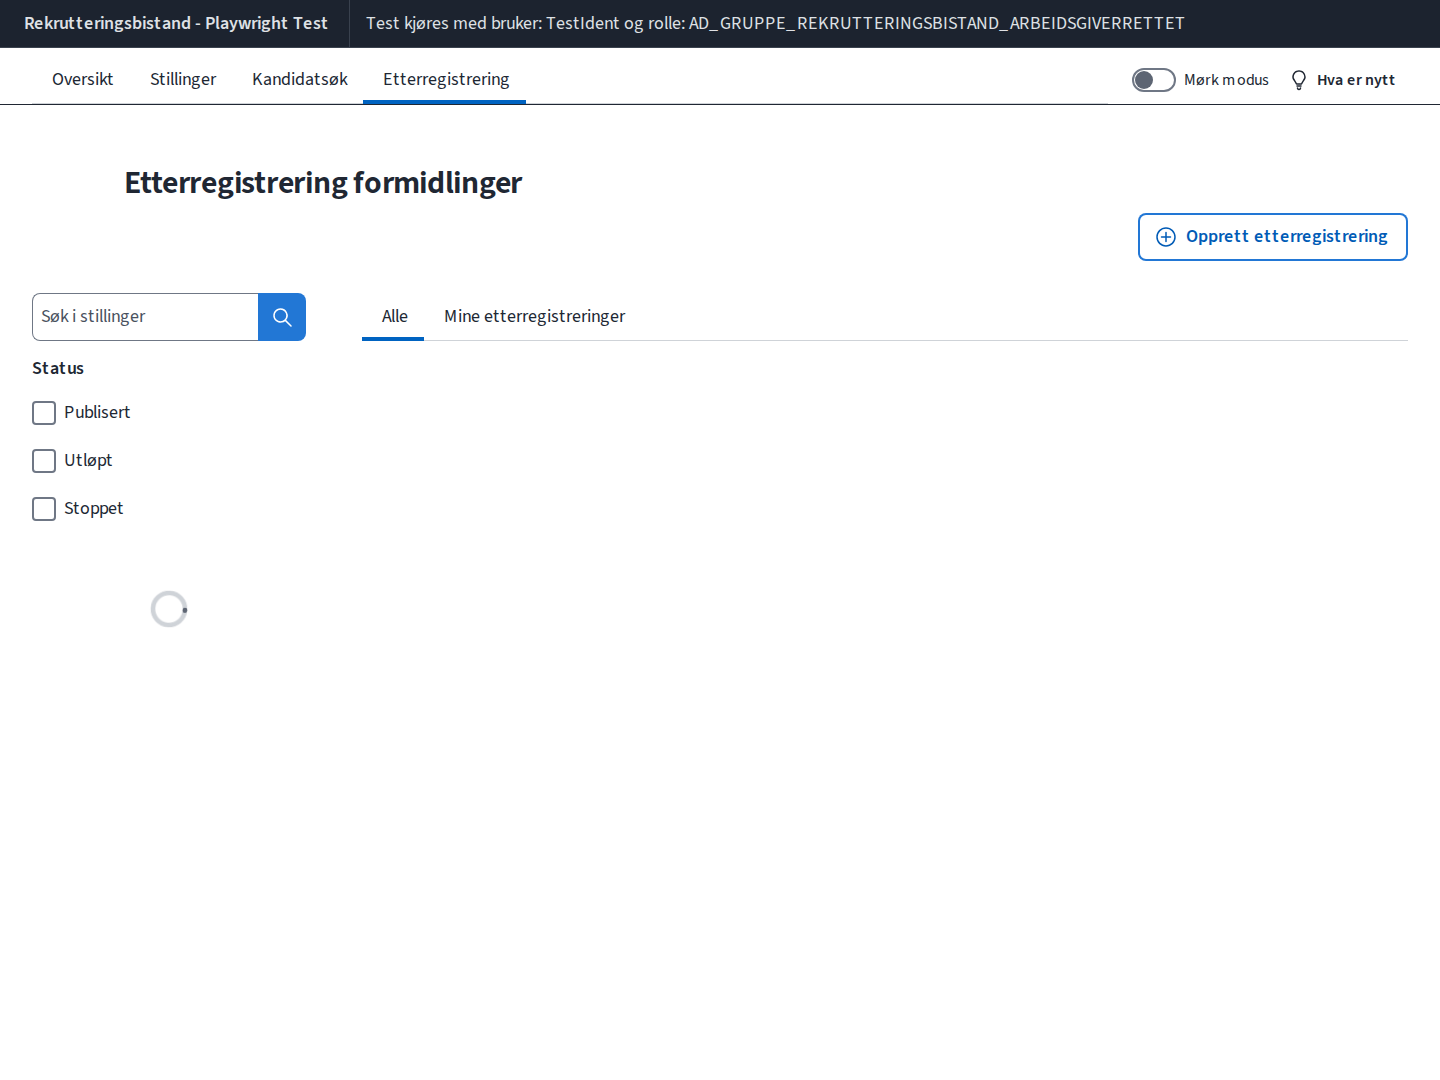 Rekrutteringsbistand - Playwright Test
Test kjøres med bruker: TestIdent og rolle: AD_GRUPPE_REKRUTTERINGSBISTAND_ARBEIDSGIVERRETTET
Oversikt
Stillinger
Kandidatsøk
Etterregistrering
Mørk modus
Hva er nytt
Etterregistrering formidlinger
Opprett etterregistrering
Søk i stillinger
Alle
Mine etterregistreringer
Status
Publisert
Utløpt
Stoppet